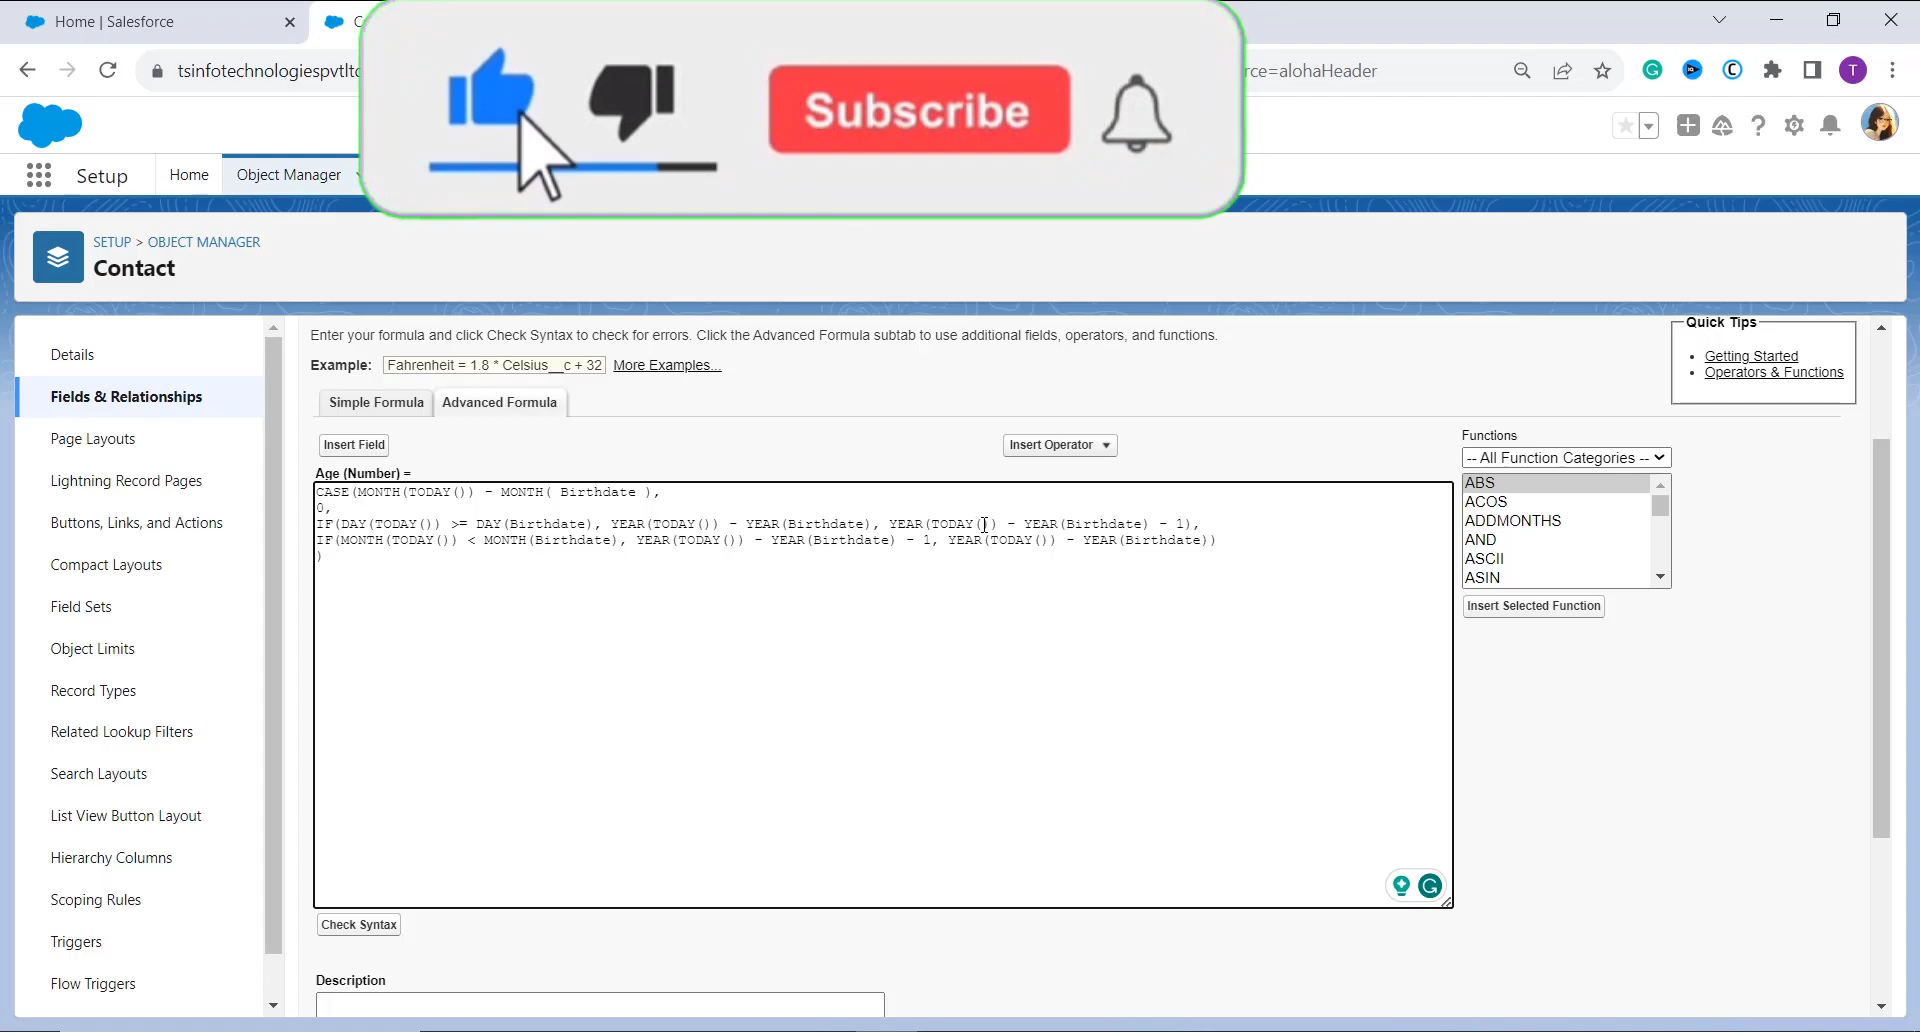 Home | Salesforce
C
tsinfotechnologiespvtltd
rce=alohaHeader
T
Subscribe
Setup
Home
Object Manager
SETUP > OBJECT MANAGER
Contact
Details
Fields & Relationships
Page Layouts
Lightning Record Pages
Buttons, Links, and Actions
Compact Layouts
Field Sets
Object Limits
Record Types
Related Lookup Filters
Search Layouts
List View Button Layout
Hierarchy Columns
Scoping Rules
Triggers
Flow Triggers
Enter your formula and click Check Syntax to check for errors. Click the Advanced Formula subtab to use additional fields, operators, and functions.
Example: Fahrenheit = 1.8 * Celsius__c + 32 More Examples...
Quick Tips
• Getting Started
• Operators & Functions
Simple Formula
Advanced Formula
Insert Field
Insert Operator
Age (Number) =
CASE(MONTH(TODAY()) - MONTH( Birthdate ),
0,
IF(DAY(TODAY()) >= DAY(Birthdate), YEAR(TODAY()) - YEAR(Birthdate), YEAR(TODAY()) - YEAR(Birthdate) - 1),
IF(MONTH(TODAY()) < MONTH(Birthdate), YEAR(TODAY()) - YEAR(Birthdate) - 1, YEAR(TODAY()) - YEAR(Birthdate))
)
Functions
-- All Function Categories --
ABS
ACOS
ADDMONTHS
AND
ASCII
ASIN
Insert Selected Function
Check Syntax
Description